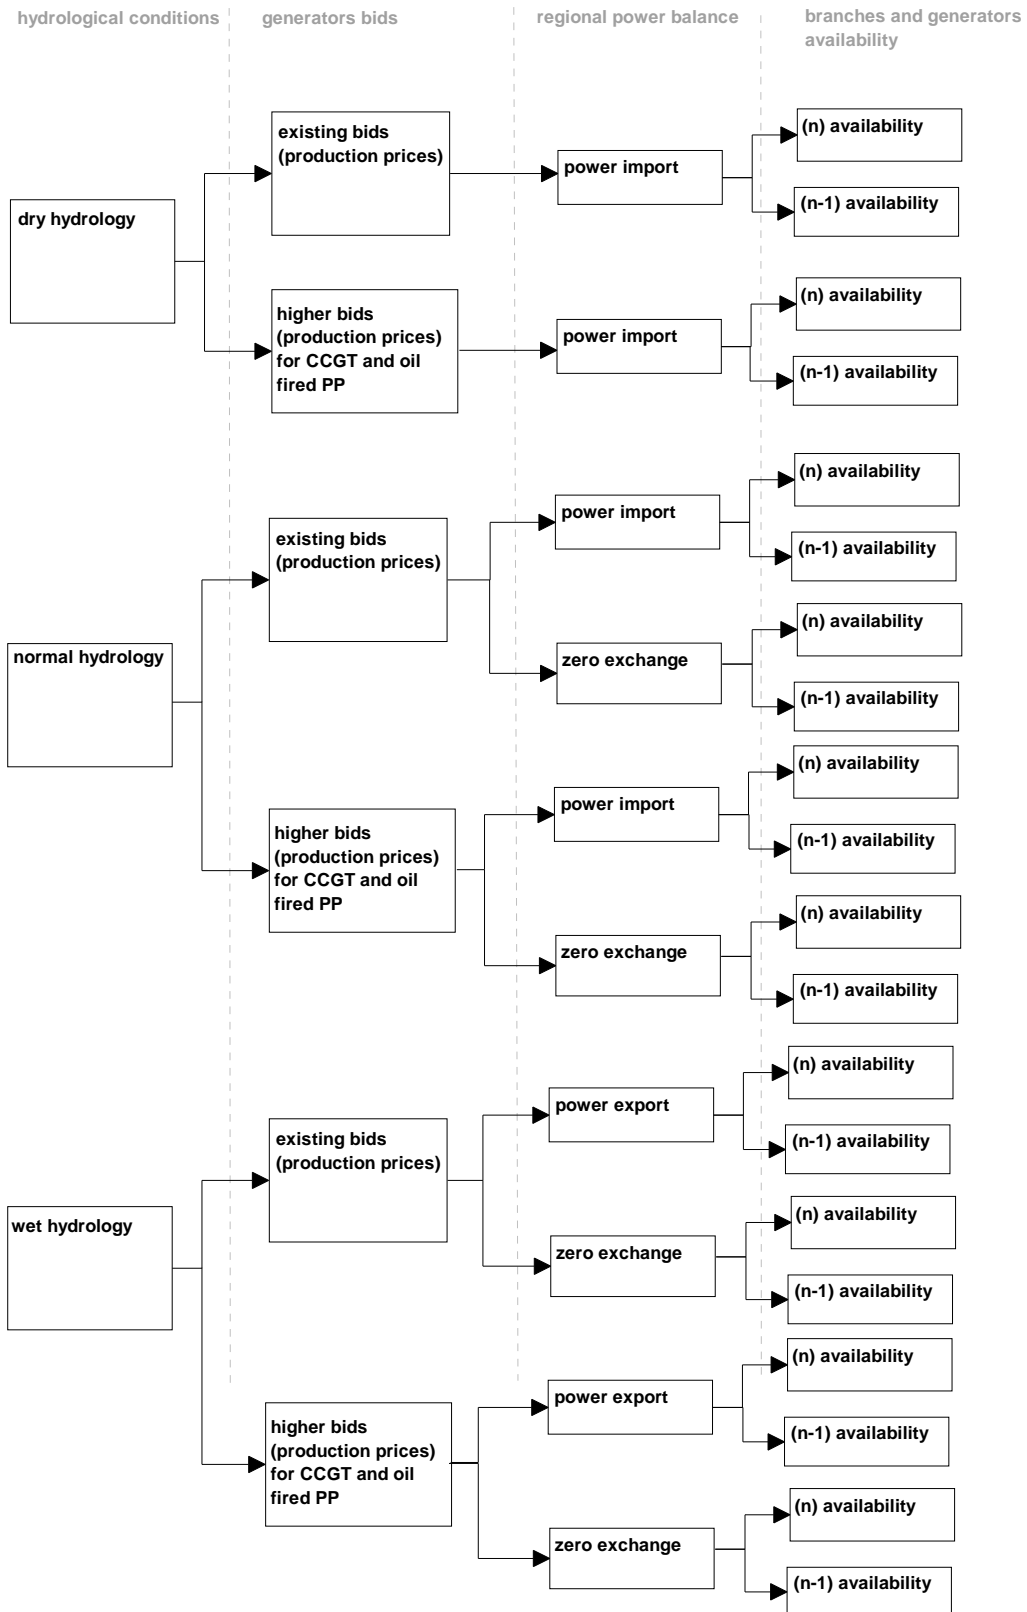 hydrological conditions
generators bids
regional power balance
branches and generators
availability
dry hydrology
existing bids
(production prices)
power import
(n) availability
(n-1) availability
higher bids
(production prices)
for CCGT and oil
fired PP
power import
(n) availability
(n-1) availability
normal hydrology
existing bids
(production prices)
power import
(n) availability
(n-1) availability
zero exchange
(n) availability
(n-1) availability
higher bids
(production prices)
for CCGT and oil
fired PP
power import
(n) availability
(n-1) availability
zero exchange
(n) availability
(n-1) availability
wet hydrology
existing bids
(production prices)
power export
(n) availability
(n-1) availability
zero exchange
(n) availability
(n-1) availability
higher bids
(production prices)
for CCGT and oil
fired PP
power export
(n) availability
(n-1) availability
zero exchange
(n) availability
(n-1) availability